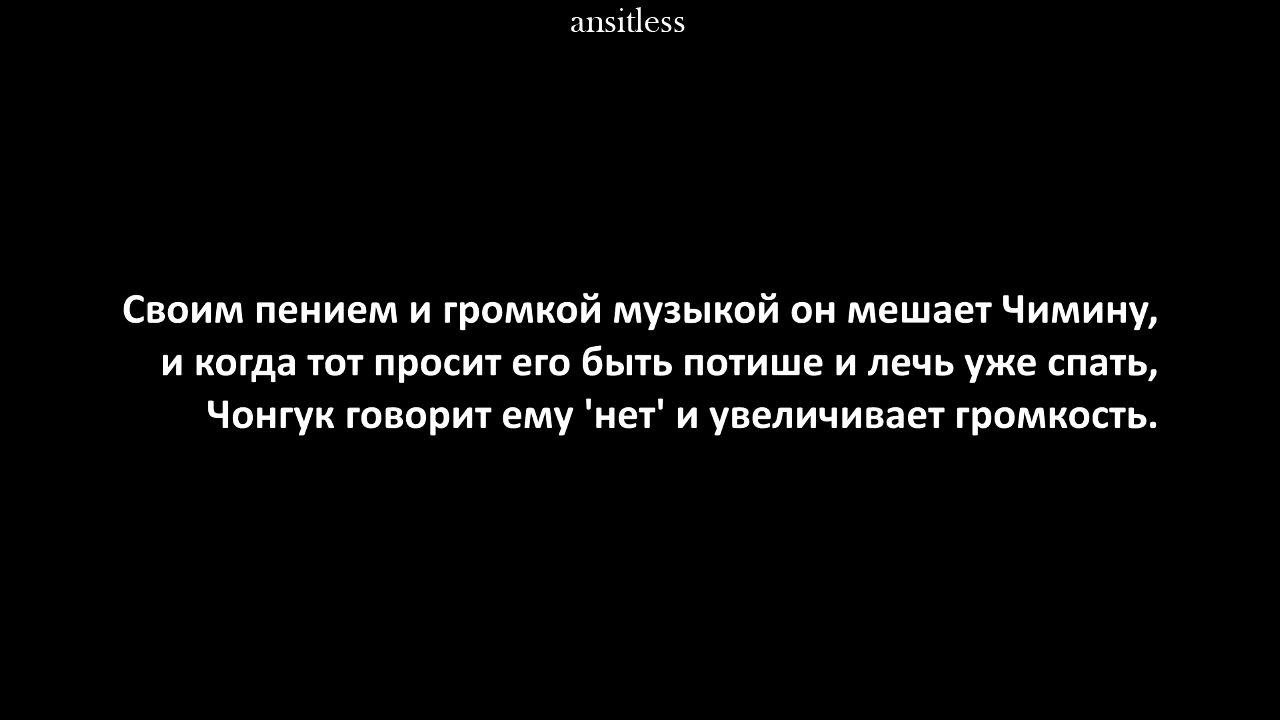 ansitless
Своим пением и громкой музыкой он мешает Чимину,
и когда тот просит его быть потише и лечь уже спать,
Чонгук говорит ему 'нет' и увеличивает громкость.